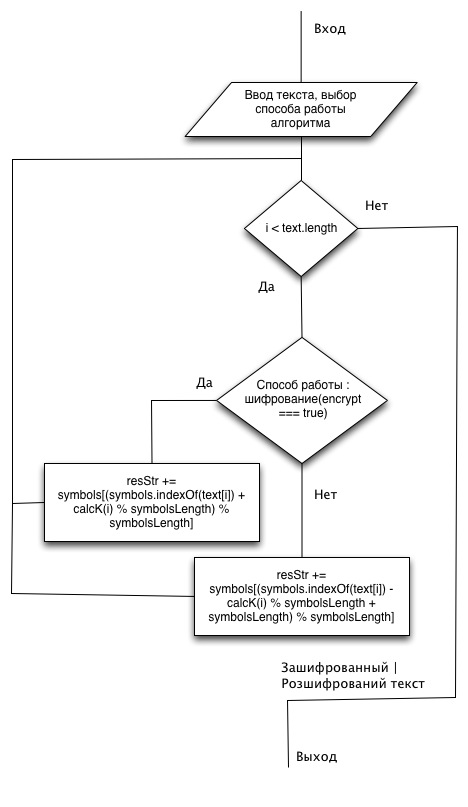 Вход
Ввод текста, выбор
способа работы
алгоритма
Нет
i < text.length
Да
Да
Способ работы :
шифрование(encrypt
=== true)
resStr +=
symbols[(symbols.indexOf(text[i]) +
calcK(i) % symbolsLength) %
symbolsLength]
Нет
resStr +=
symbols[(symbols.indexOf(text[i]) -
calcK(i) % symbolsLength +
symbolsLength) % symbolsLength]
Зашифрованный |
Розшифрований текст
Выход